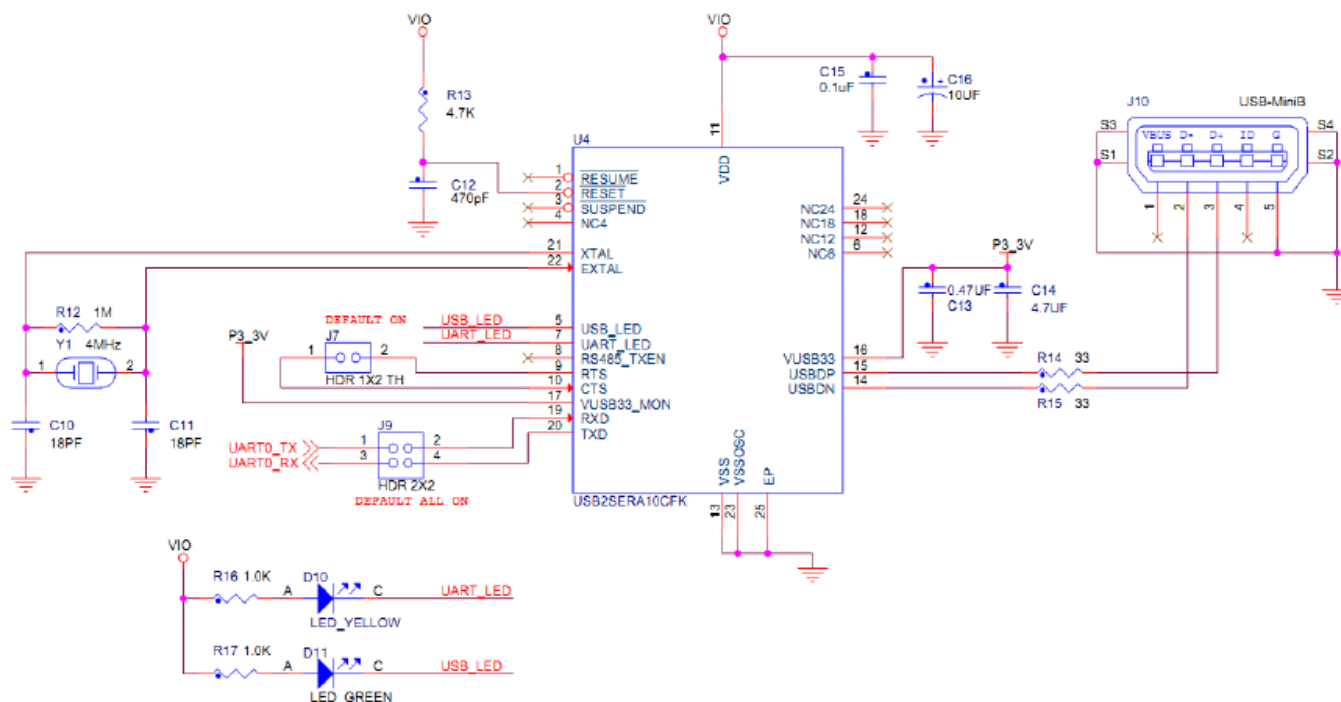 VIO
R13
4.7K
C12
470pF
VIO
C15
0.1uF
C16
10UF
+
U4
11
VDD
1
RESUME
2
RESET
3
SUSPEND
4
NC4
21
XTAL
22
EXTAL
5
USB_LED
7
UART_LED
8
RS485_TXEN
9
RTS
10
CTS
17
VUSB33_MON
19
RXD
20
TXD
NC24
24
NC18
18
NC12
12
NC6
6
VUSB33
16
USBDP
15
USBDN
14
VSS
13
VSSOSC
23
EP
25
USB2SERA10CFK
R12 1M
Y1 4MHz
1
2
C10
18PF
C11
18PF
DEFAULT ON
J7
1
2
HDR 1X2 TH
P3_3V
USB_LED
UART_LED
J9
UART0_TX
1
2
UART0_RX
3
4
HDR 2X2
DEFAULT ALL ON
P3_3V
0.47UF
C13
C14
4.7UF
R14 33
R15 33
J10
USB-MiniB
S3
S4
S1
S2
VBUS D- D+ ID G
1
2
3
4
5
VIO
R16 1.0K
A
D10
C
UART_LED
LED_YELLOW
R17 1.0K
A
D11
C
USB_LED
LED_GREEN